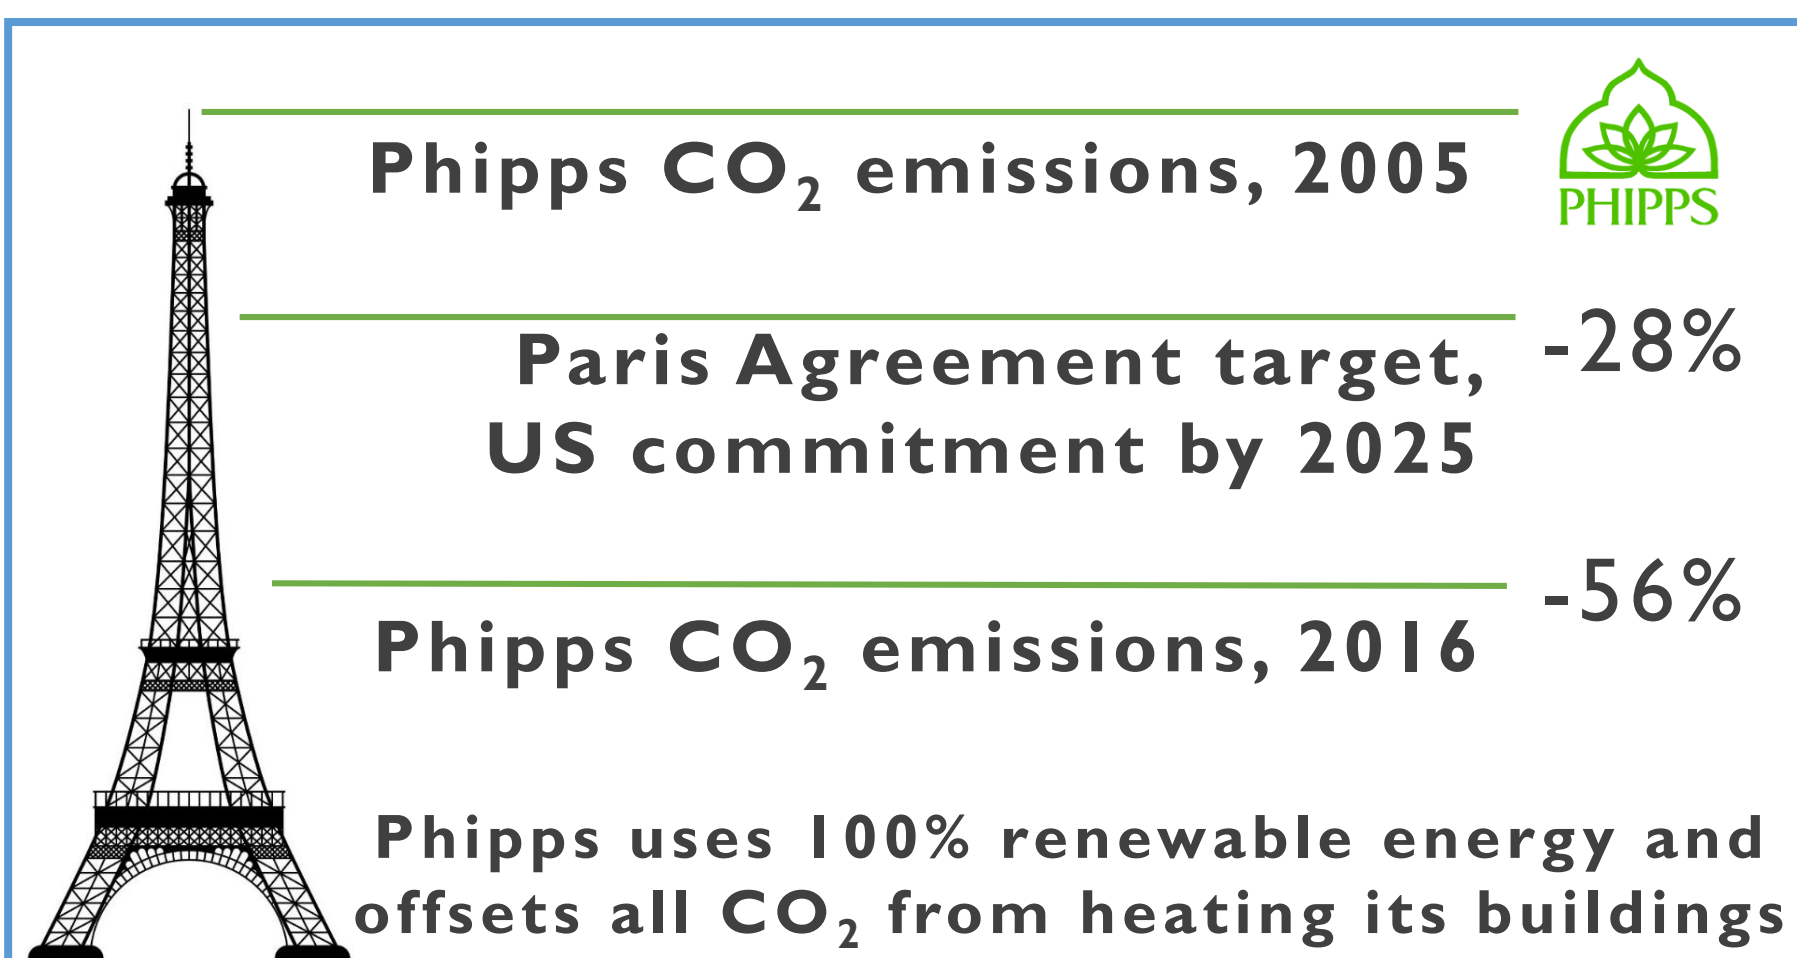 Phipps CO₂ emissions, 2005
PHIPPS
-28%
Paris Agreement target,
US commitment by 2025
-56%
Phipps CO₂ emissions, 2016
Phipps uses 100% renewable energy and
offsets all CO₂ from heating its buildings